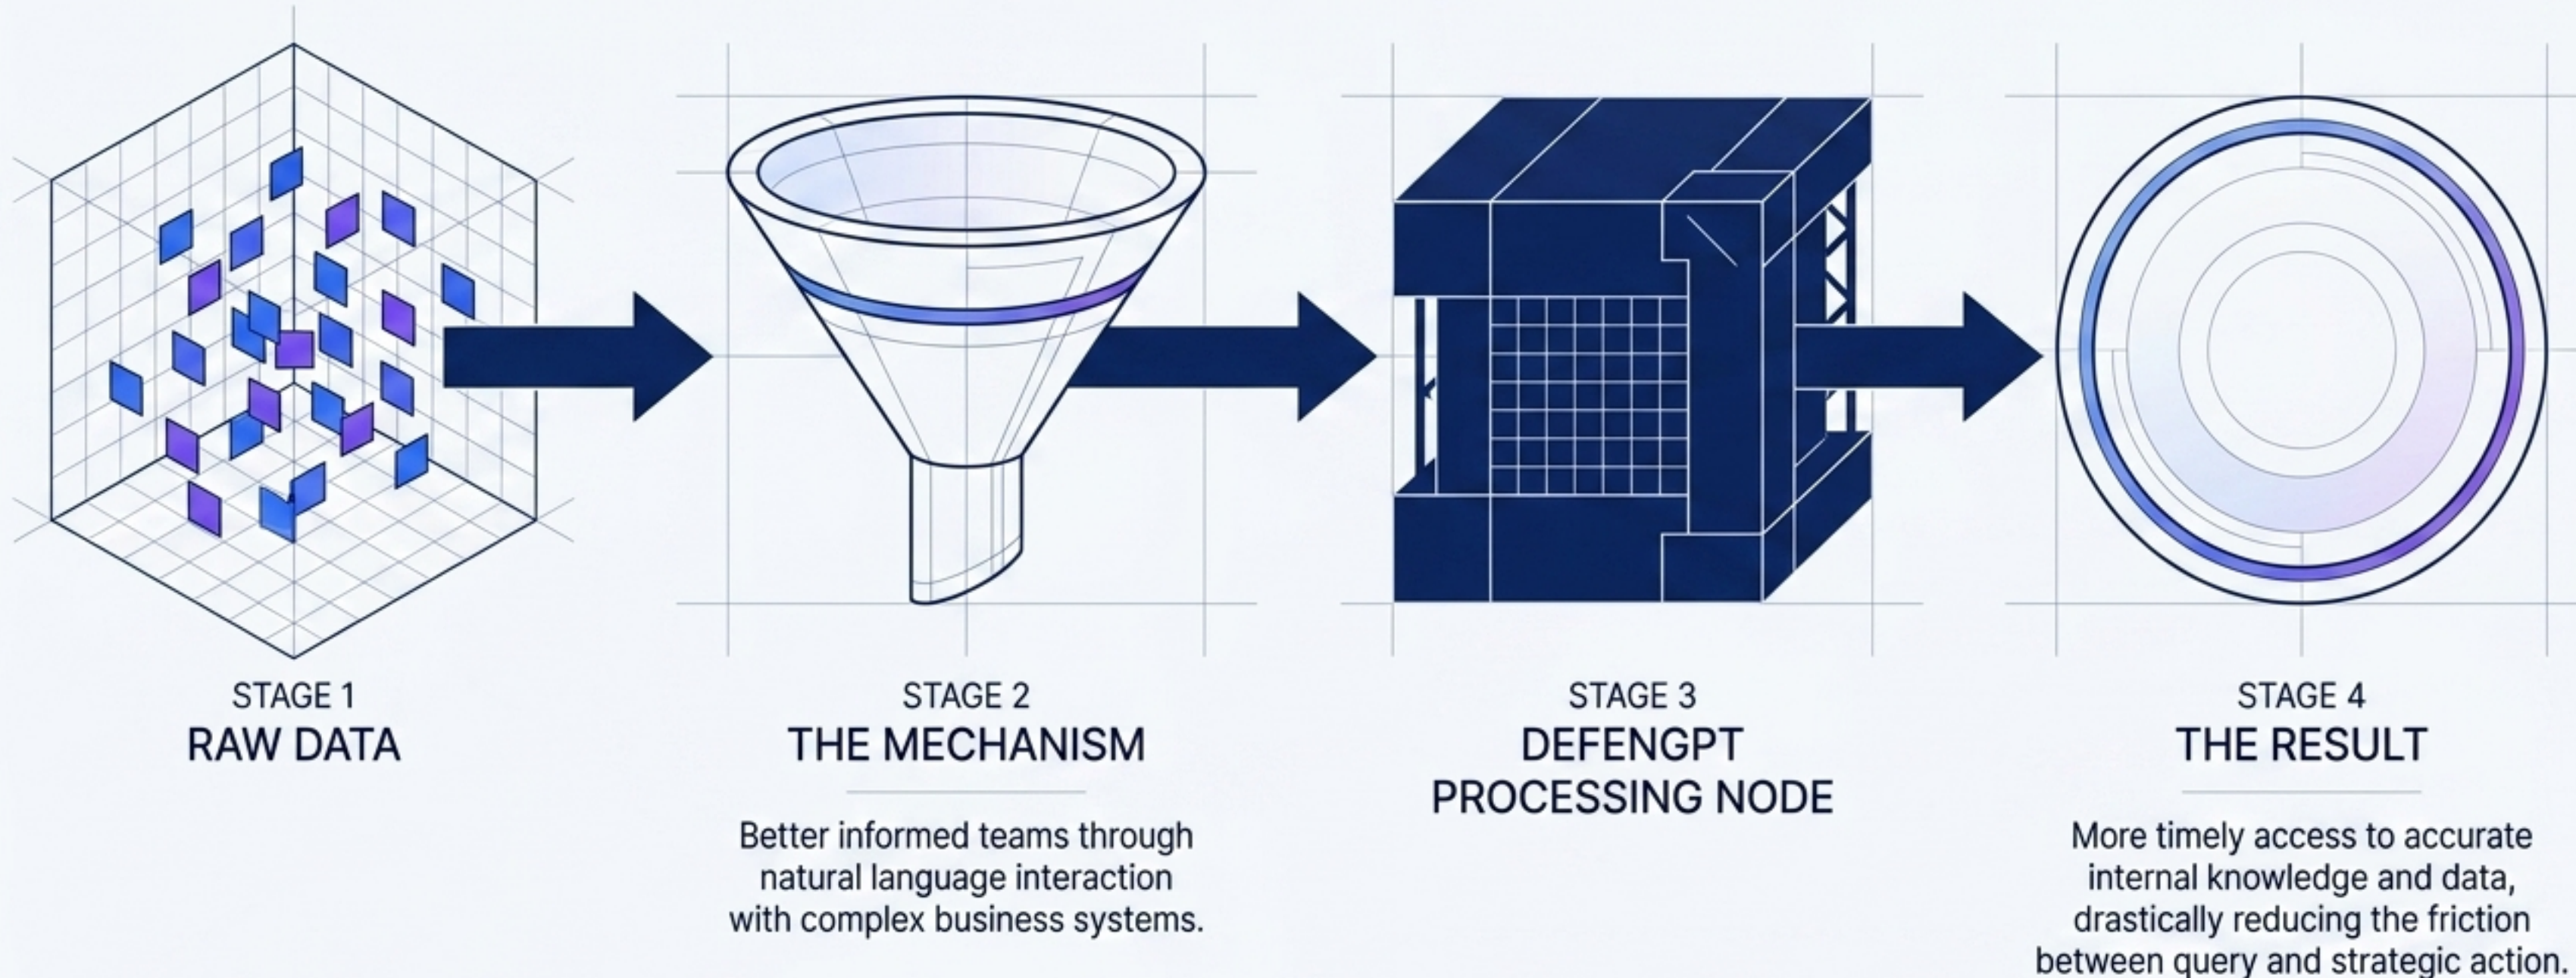 STAGE 1
RAW DATA
STAGE 2
THE MECHANISM
Better informed teams through
natural language interaction
with complex business systems.
STAGE 3
DEFENGPT
PROCESSING NODE
STAGE 4
THE RESULT
More timely access to accurate
internal knowledge and data,
drastically reducing the friction
between query and strategic action.